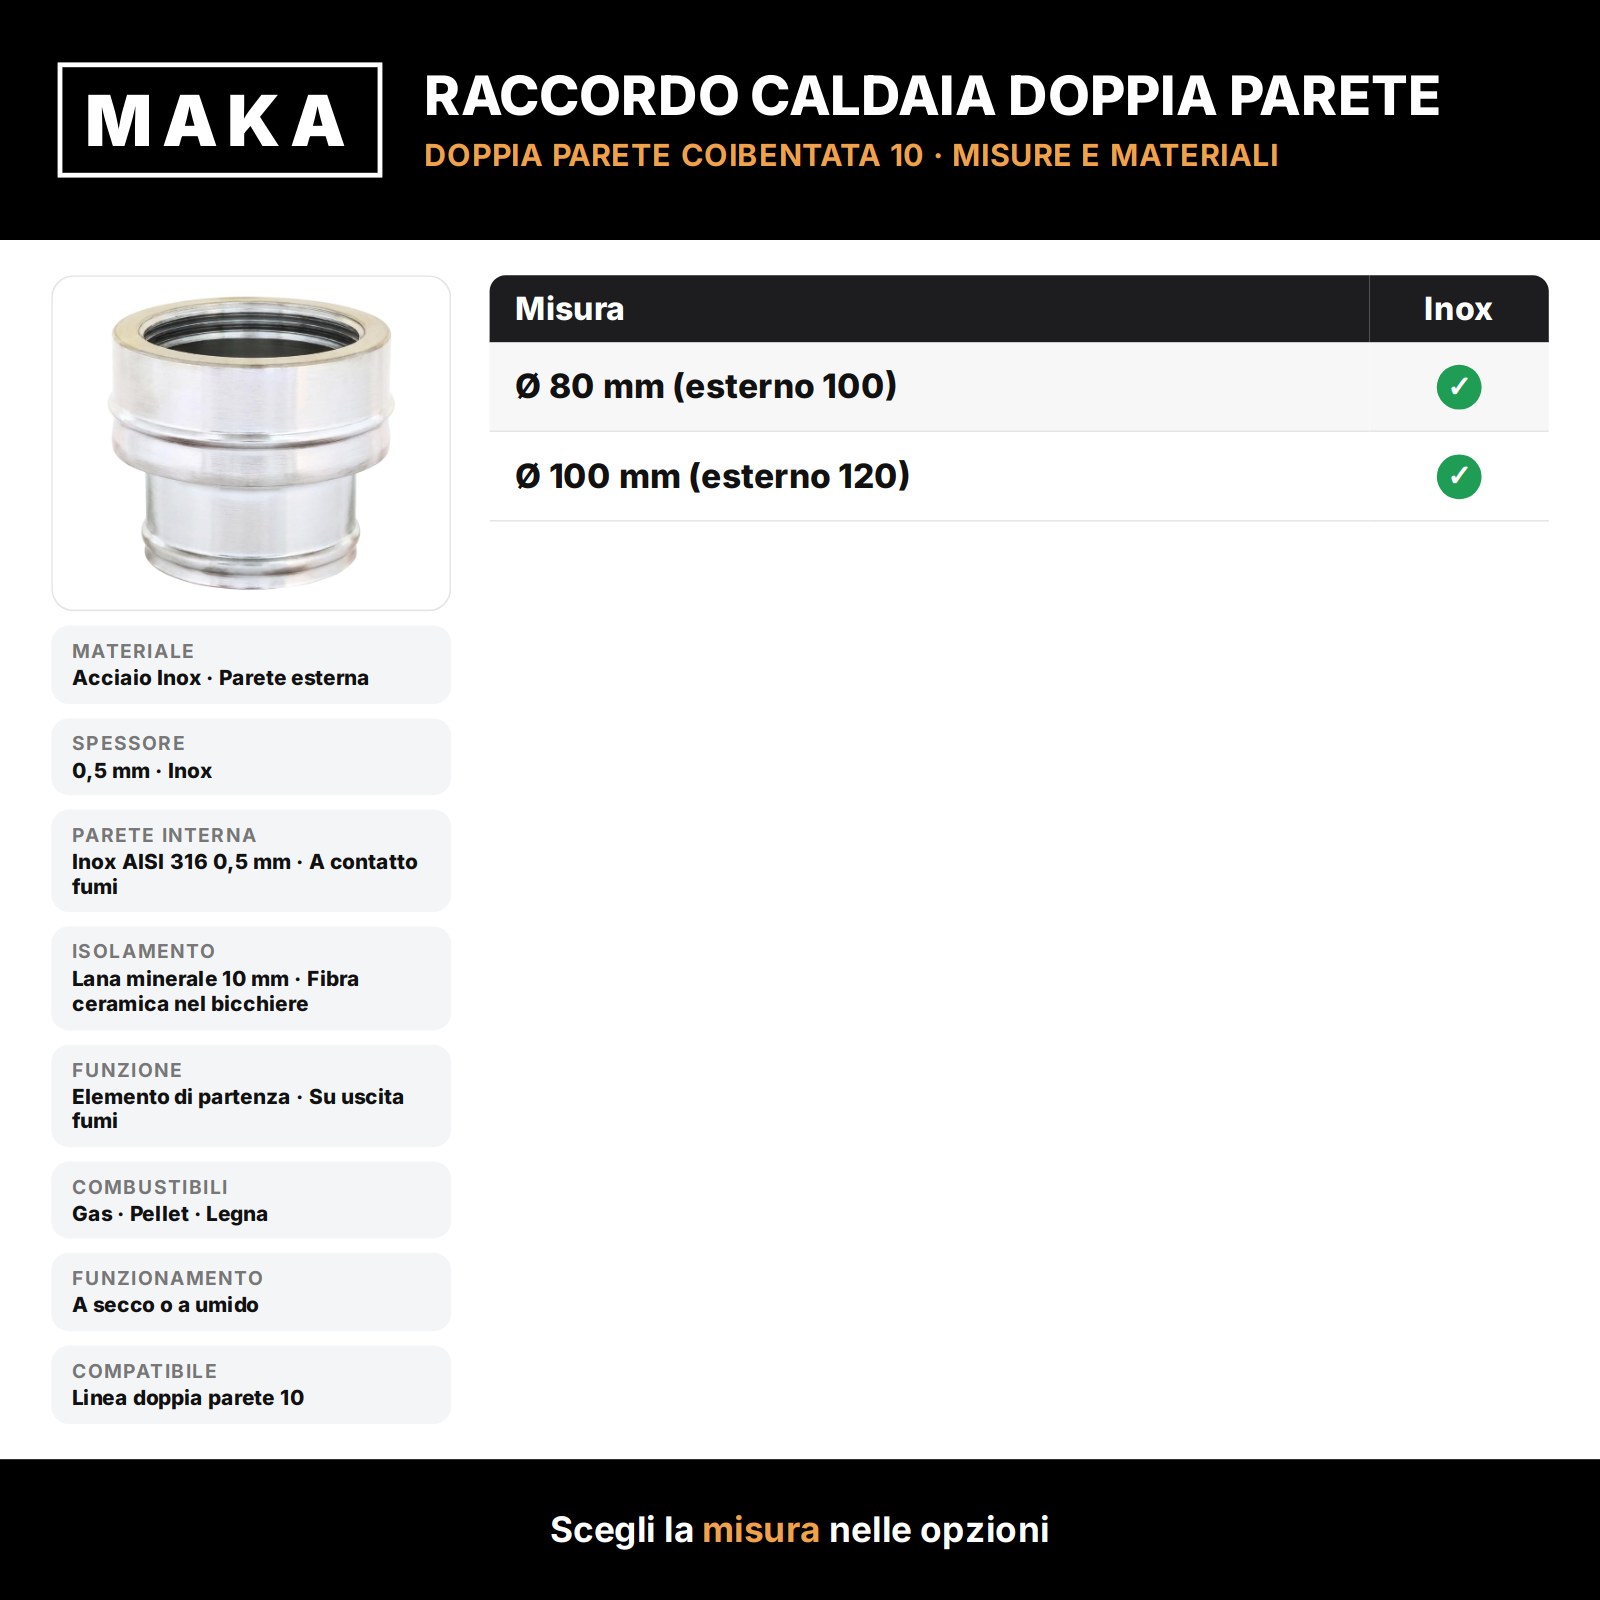 MAKA
RACCORDO CALDAIA DOPPIA PARETE
DOPPIA PARETE COIBENTATA 10 · MISURE E MATERIALI
MATERIALE
Acciaio Inox · Parete esterna
SPESSORE
0,5 mm · Inox
PARETE INTERNA
Inox AISI 316 0,5 mm · A contatto
fumi
ISOLAMENTO
Lana minerale 10 mm · Fibra
ceramica nel bicchiere
FUNZIONE
Elemento di partenza · Su uscita
fumi
COMBUSTIBILI
Gas · Pellet · Legna
FUNZIONAMENTO
A secco o a umido
COMPATIBILE
Linea doppia parete 10
Misura Inox
Ø 80 mm (esterno 100) ✓
Ø 100 mm (esterno 120) ✓
Scegli la misura nelle opzioni